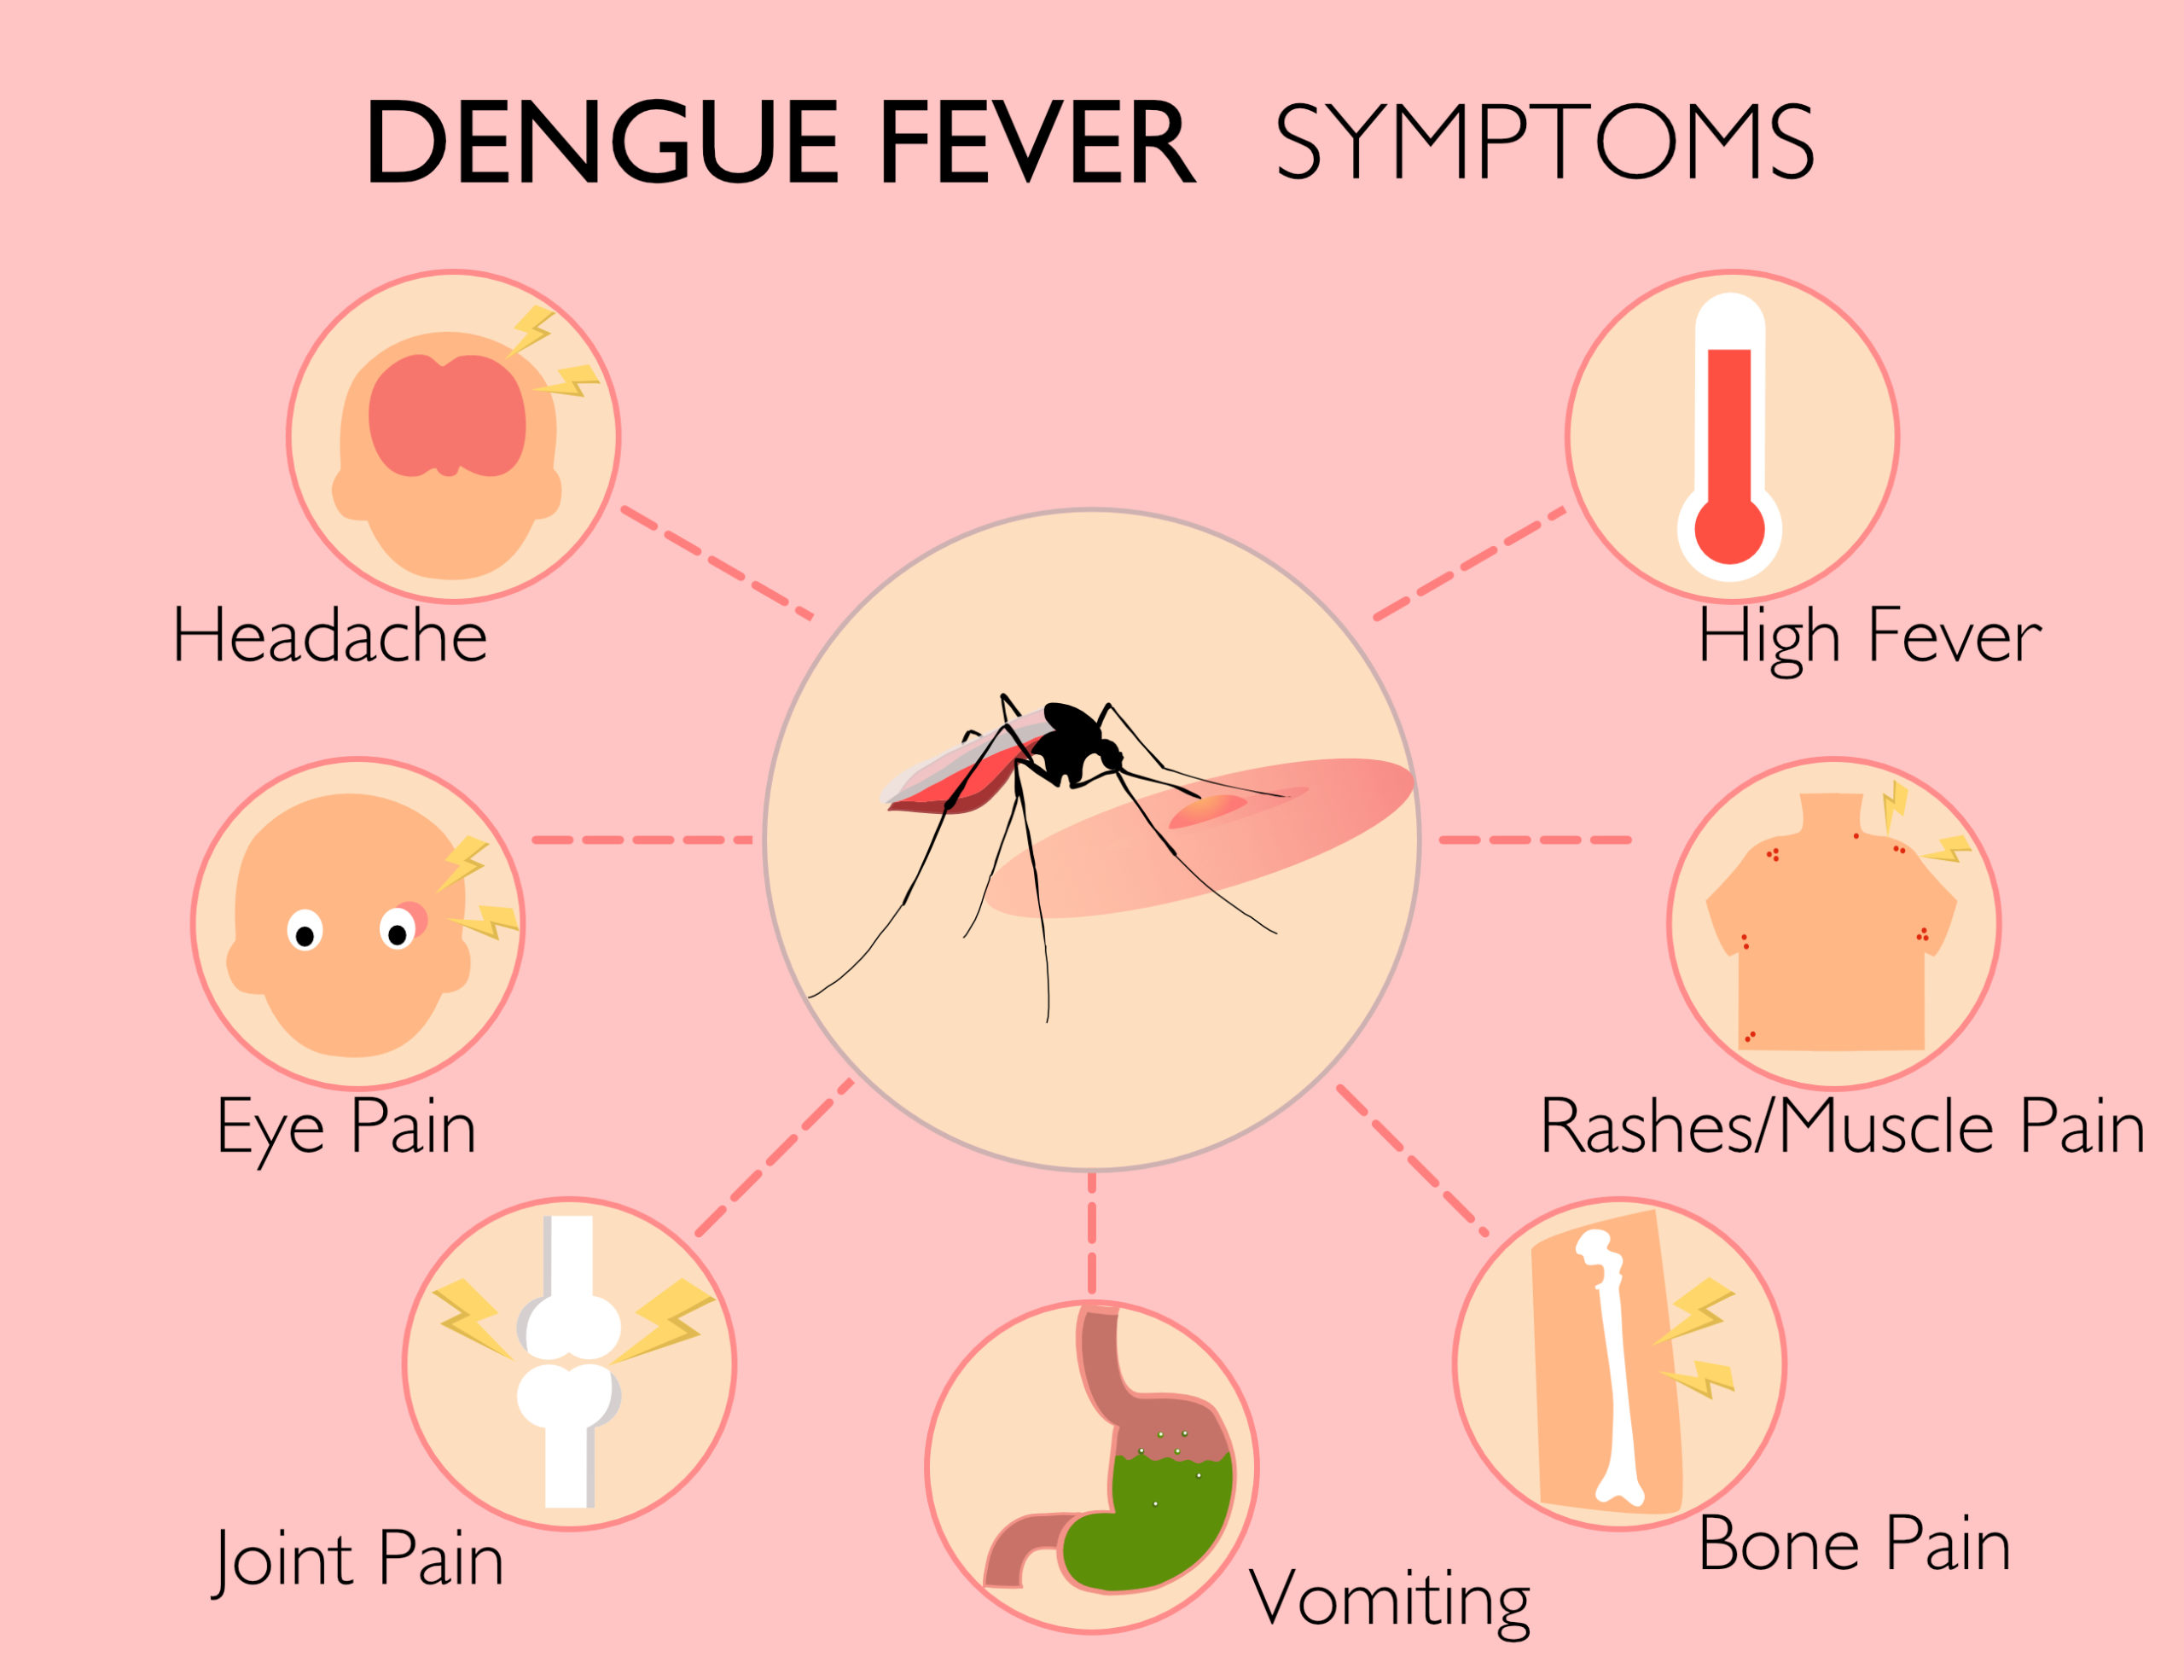 DENGUE FEVER SYMPTOMS
Headache
High Fever
Eye Pain
Rashes/Muscle Pain
Joint Pain
Vomiting
Bone Pain